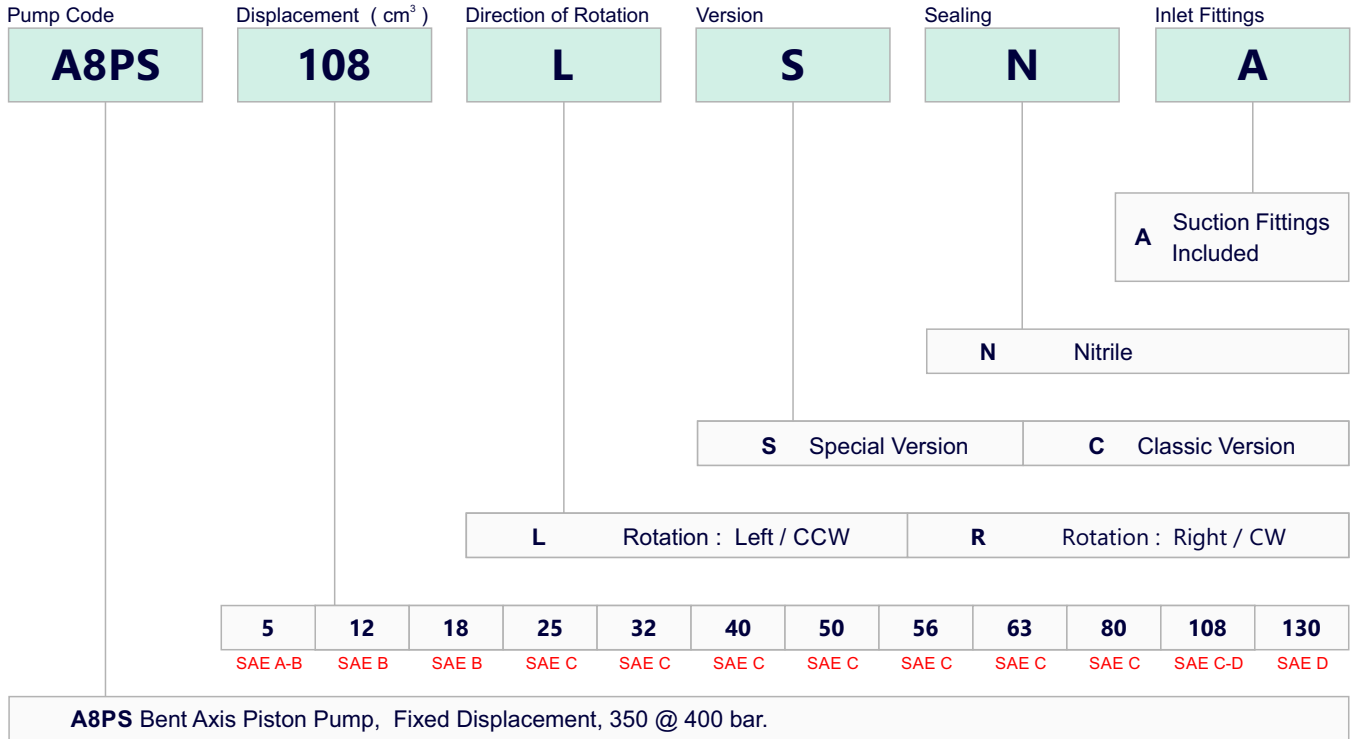 Pump Code Displacement ( cm³ ) Direction of Rotation Version Sealing Inlet Fittings
A8PS 108 L S N A
A Suction Fittings
Included
N Nitrile
S Special Version C Classic Version
L Rotation : Left / CCW R Rotation : Right / CW
5 12 18 25 32 40 50 56 63 80 108 130
SAE A-B SAE B SAE B SAE C SAE C SAE C SAE C SAE C SAE C SAE C SAE C-D SAE D
A8PS Bent Axis Piston Pump, Fixed Displacement, 350 @ 400 bar.